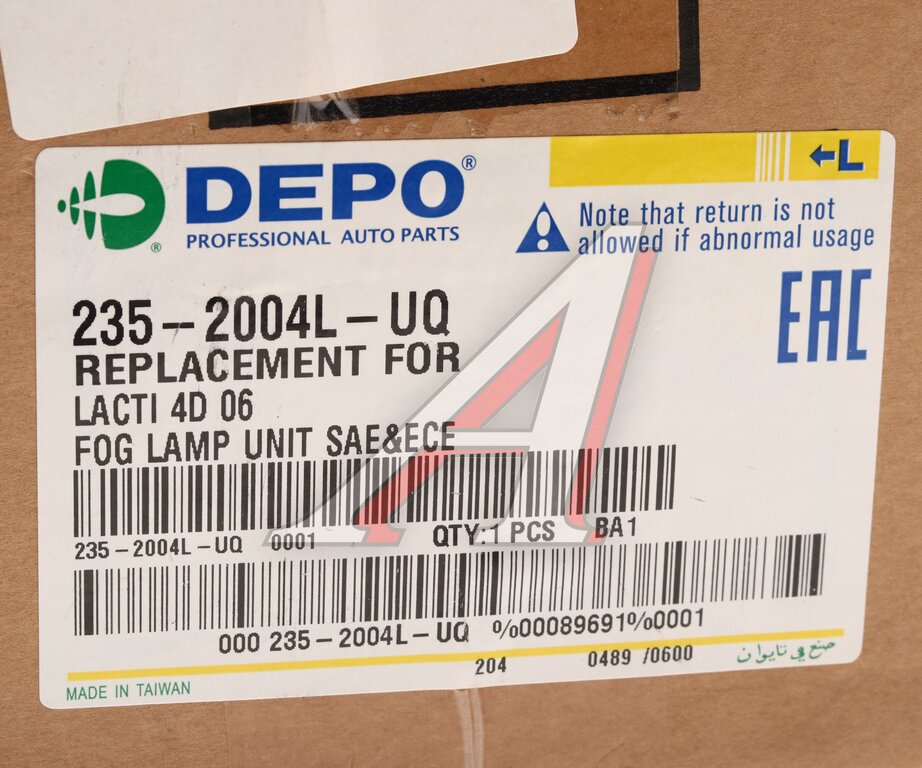 ←L
DEPO®
PROFESSIONAL AUTO PARTS
®
Note that return is not
allowed if abnormal usage
EAC
235-2004L-UQ
REPLACEMENT FOR
LACTI 4D 06
FOG LAMP UNIT SAE&ECE
235-2004L-UQ 0001 QTY:1 PCS BA1
000 235-2004L-UQ %00089691%0001
204 0489 /0600 صنع في تايوان
MADE IN TAIWAN